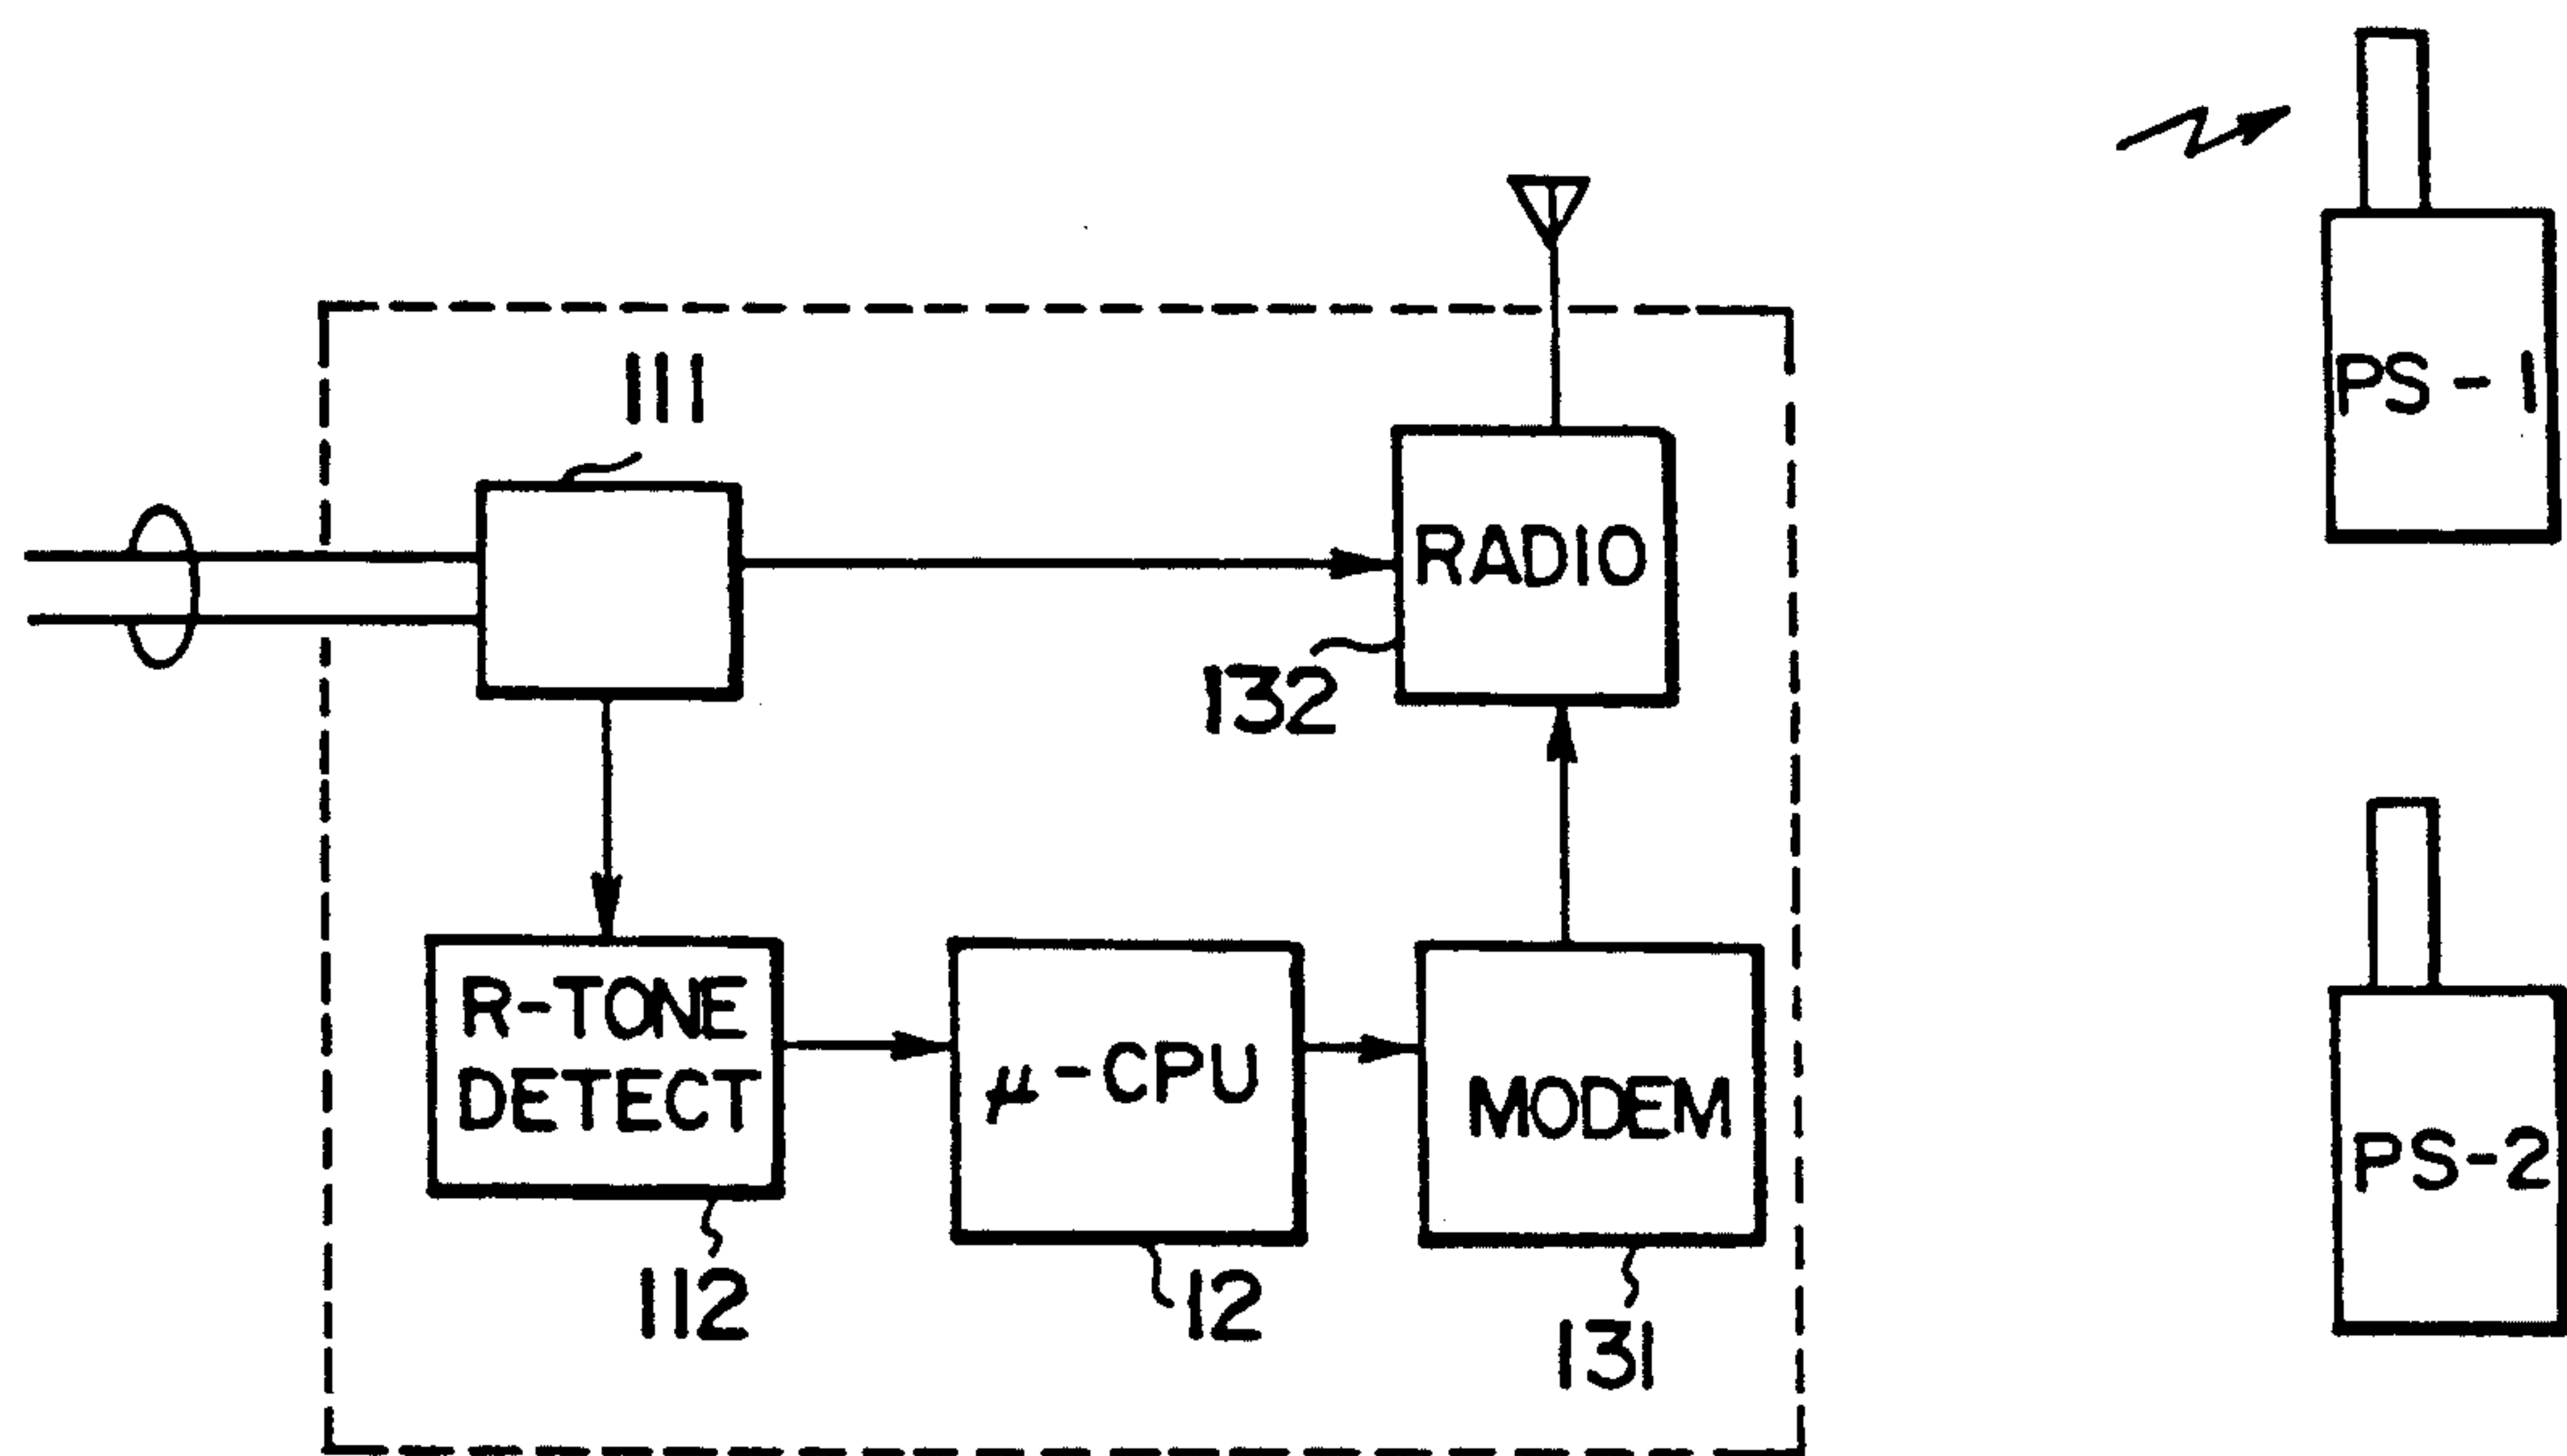 111
RADIO
132
R-TONE
DETECT
112
μ-CPU
12
MODEM
131
PS-1
PS-2